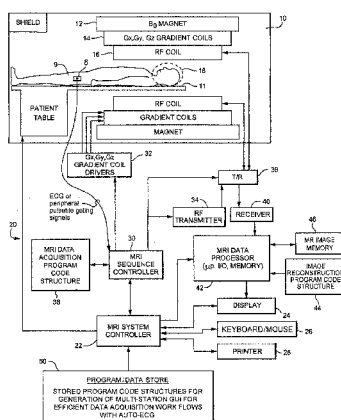 SHIELD
10
12
B0 MAGNET
14
Gx,Gy, Gz GRADIENT COILS
16
RF COIL
9
8
18
11
PATIENT
TABLE
RF COIL
GRADIENT COILS
MAGNET
Gx,Gy,Gz
GRADIENT COIL
DRIVERS
32
ECG or
peripheral
pulsatile gating
signals
T/R
34
RF
TRANSMITTER
40
RECEIVER
20
30
MRI
SEQUENCE
CONTROLLER
MRI DATA
ACQUISITION
PROGRAM
CODE
STRUCTURE
38
MRI DATA
PROCESSOR
(μp, I/O, MEMORY)
42
46
MR IMAGE
MEMORY
IMAGE
RECONSTRUCTION
PROGRAM CODE
STRUCTURE
44
MRI SYSTEM
CONTROLLER
22
DISPLAY
24
KEYBOARD/MOUSE
26
PRINTER
28
50
PROGRAM/DATA STORE
STORED PROGRAM CODE STRUCTURES FOR
GENERATION OF MULTI-STATION GUI FOR
EFFICIENT DATA ACQUISITION WORK FLOWS
WITH AUTO-ECG